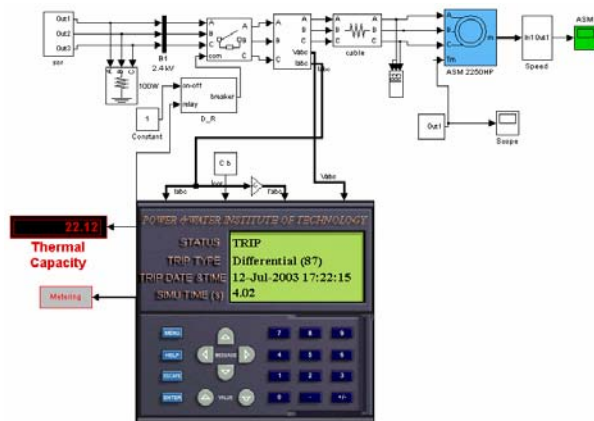 Out1
Out2
Out3
A
B
C
B1
2.4 kV
A
B
C
com
A
B
C
A
B
C
A
B
C
Vabc
Iabc
A
B
C
A
B
C
cable
A
B
C
Tm
m
ASM 2250HP
In1 Out1
Speed
ASM
A B C
100W
1
Constant
on-off
relay
breaker
D_R
Out1
Scope
C b
Iabc
Vabc
22.12
Thermal
Capacity
Metering
POWER & WATER INSTITUTE OF TECHNOLOGY
STATUS TRIP
TRIP TYPE Differential (87)
TRIP DATE & TIME 12-Jul-2003 17:22:15
SIMU TIME (s) 4.02
MENU
HELP
ESCAPE
ENTER
MESSAGE
VALUE
7 8 9
4 5 6
1 2 3
0 . +/-